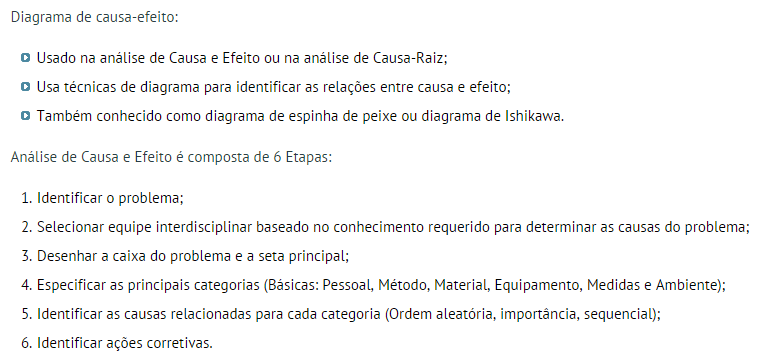 Diagrama de causa-efeito:
Usado na análise de Causa e Efeito ou na análise de Causa-Raiz;
Usa técnicas de diagrama para identificar as relações entre causa e efeito;
Também conhecido como diagrama de espinha de peixe ou diagrama de Ishikawa.
Análise de Causa e Efeito é composta de 6 Etapas:
1. Identificar o problema;
2. Selecionar equipe interdisciplinar baseado no conhecimento requerido para determinar as causas do problema;
3. Desenhar a caixa do problema e a seta principal;
4. Especificar as principais categorias (Básicas: Pessoal, Método, Material, Equipamento, Medidas e Ambiente);
5. Identificar as causas relacionadas para cada categoria (Ordem aleatória, importância, sequencial);
6. Identificar ações corretivas.